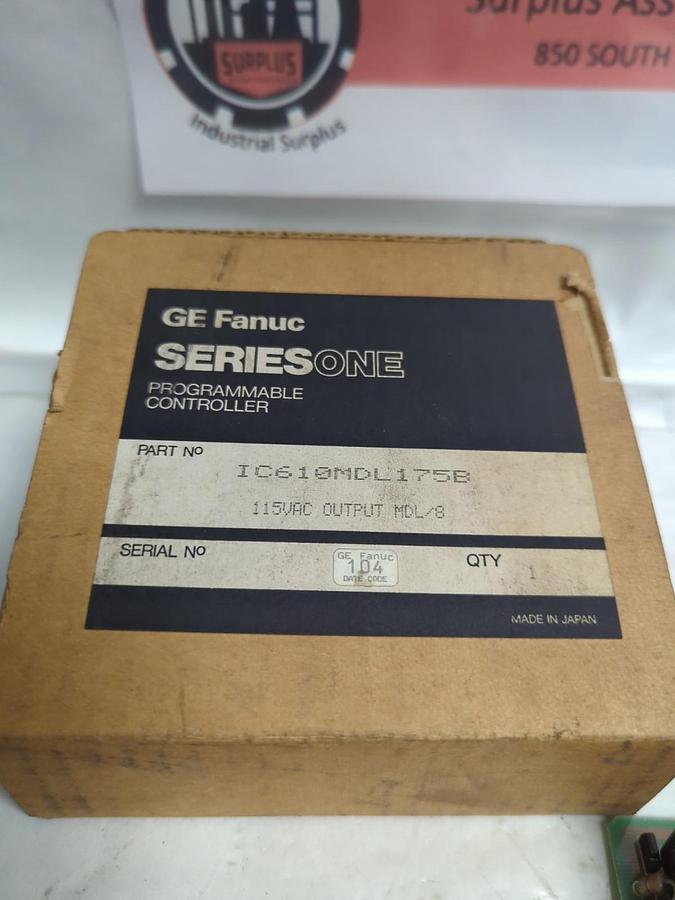 Surplus
850 SOUTH
SURPLUS
Industrial Surplus
GE Fanuc
SERIESONE
PROGRAMMABLE
CONTROLLER
PART Nº
IC610MDL175B
115VAC OUTPUT MDL/8
SERIAL Nº
GE Fanuc
104
DATE CODE
QTY
1
MADE IN JAPAN